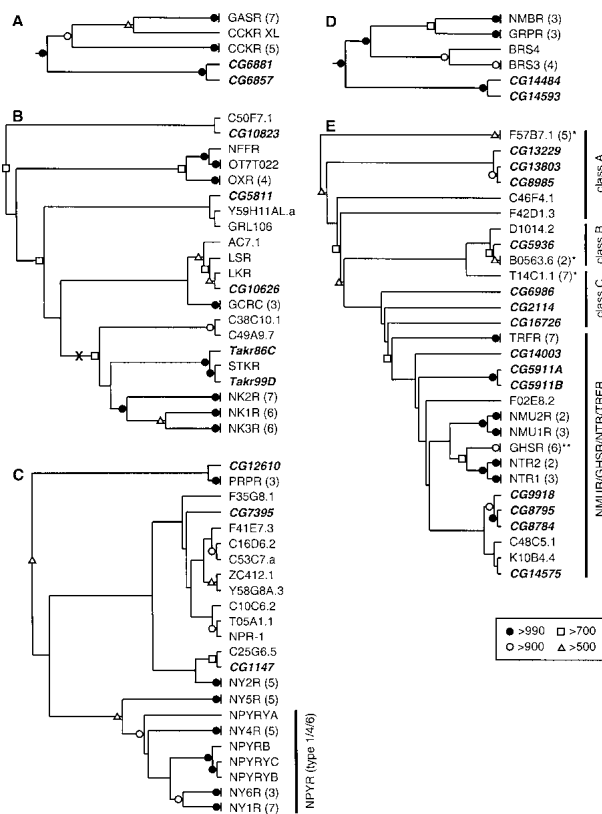 A
GASR (7)
CCKR XL
CCKR (5)
CG6881
CG6857
B
C50F7.1
CG10823
NFFR
OT7T022
OXR (4)
CG5811
Y59H11AL.a
GRL106
AC7.1
LSR
LKR
CG10626
GCRC (3)
C38C10.1
C49A9.7
X
Takr86C
STKR
Takr99D
NK2R (7)
NK1R (6)
NK3R (6)
C
CG12610
PRPR (3)
F35G8.1
CG7395
F41E7.3
C16D6.2
C53C7.a
ZC412.1
Y58G8A.3
C10C6.2
T05A1.1
NPR-1
C25G6.5
CG1147
NY2R (5)
NY5R (5)
NPYRYA
NY4R (5)
NPYRB
NPYRYC
NPYRYB
NY6R (3)
NY1R (7)
NPYR (type 1/4/6)
D
NMBR (3)
GRPR (3)
BRS4
BRS3 (4)
CG14484
CG14593
E
F57B7.1 (5)*
CG13229
CG13803
CG8985
C46F4.1
F42D1.3
class A
D1014.2
CG5936
B0563.6 (2)*
class B
T14C1.1 (7)*
CG6986
CG2114
CG16726
class C
TRFR (7)
CG14003
CG5911A
CG5911B
F02E8.2
NMU2R (2)
NMU1R (3)
GHSR (6)**
NTR2 (2)
NTR1 (3)
CG9918
CG8795
CG8784
C48C5.1
K10B4.4
CG14575
NMUR/GHSR/NTR/TRFR
>990 >700
>900 >500